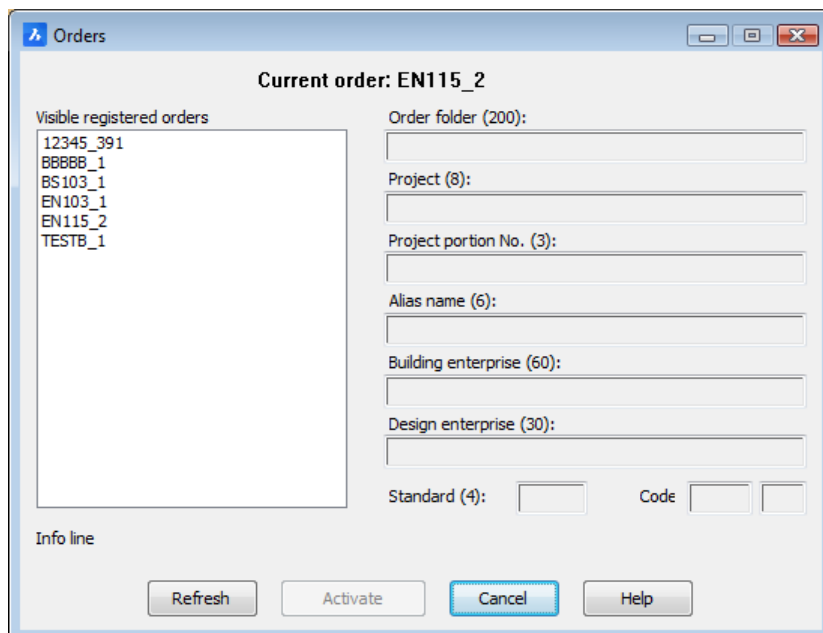 Orders
Current order: EN115_2
Visible registered orders
12345_391
BBBBB_1
BS103_1
EN103_1
EN115_2
TESTB_1
Order folder (200):
Project (8):
Project portion No. (3):
Alias name (6):
Building enterprise (60):
Design enterprise (30):
Standard (4): Code
Info line
Refresh Activate Cancel Help